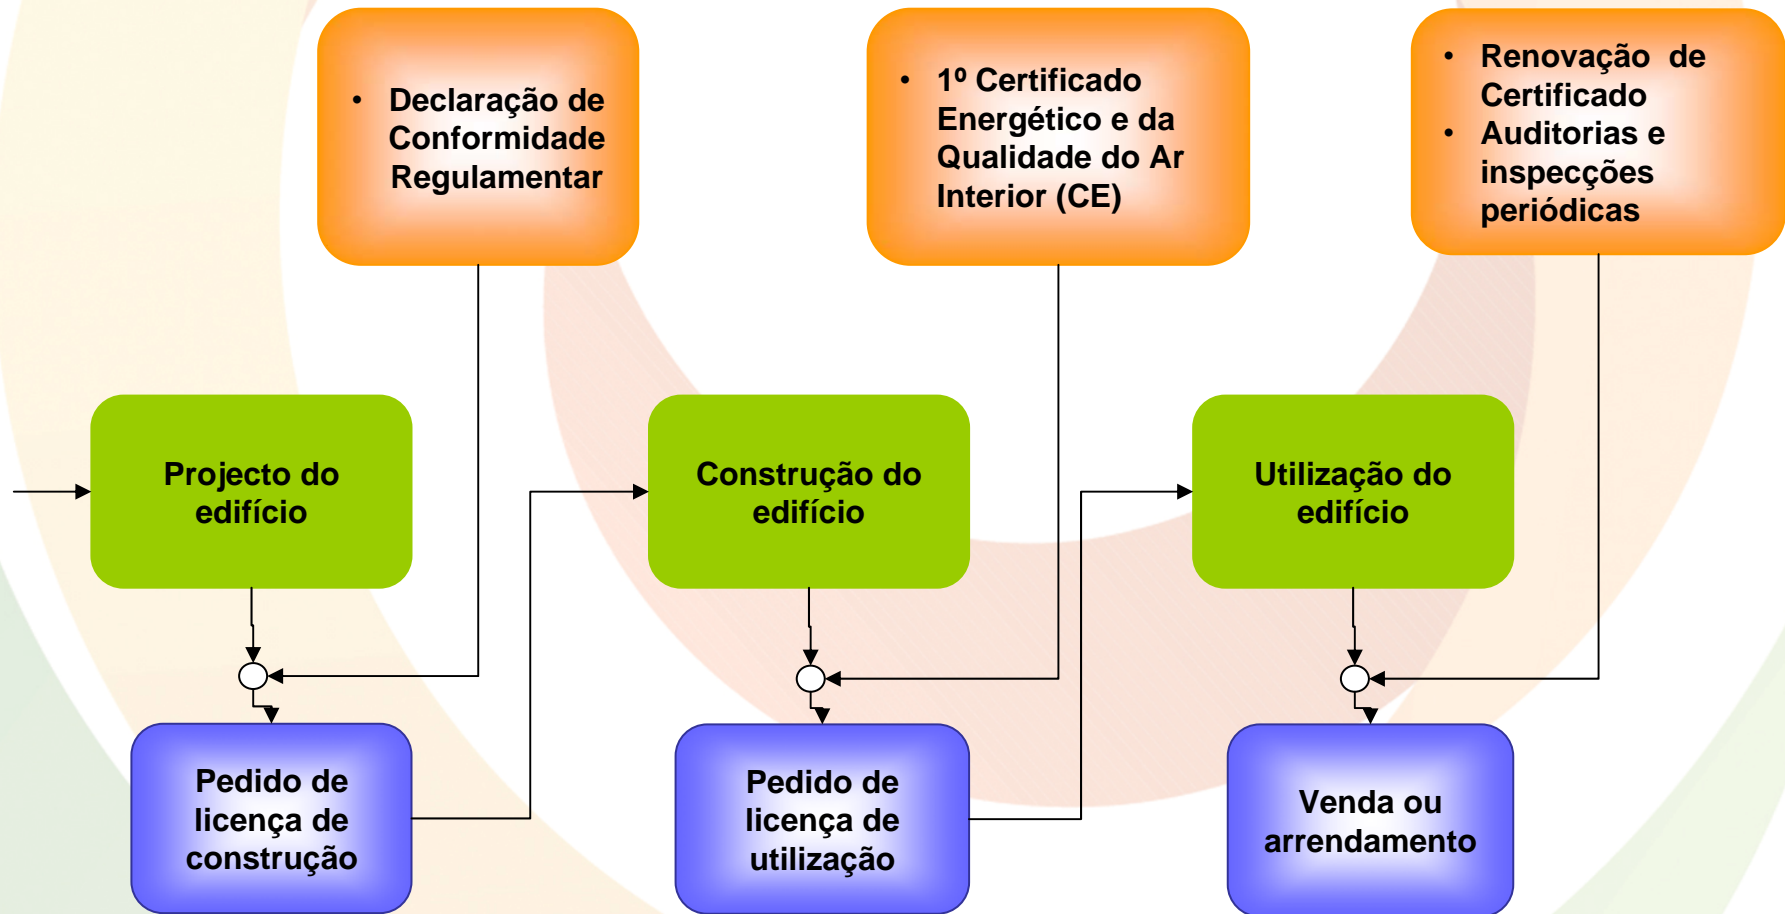 • Declaração de
Conformidade
Regulamentar
• 1º Certificado
Energético e da
Qualidade do Ar
Interior (CE)
• Renovação de
Certificado
• Auditorias e
inspecções
periódicas
Projecto do
edifício
Construção do
edifício
Utilização do
edifício
Pedido de
licença de
construção
Pedido de
licença de
utilização
Venda ou
arrendamento